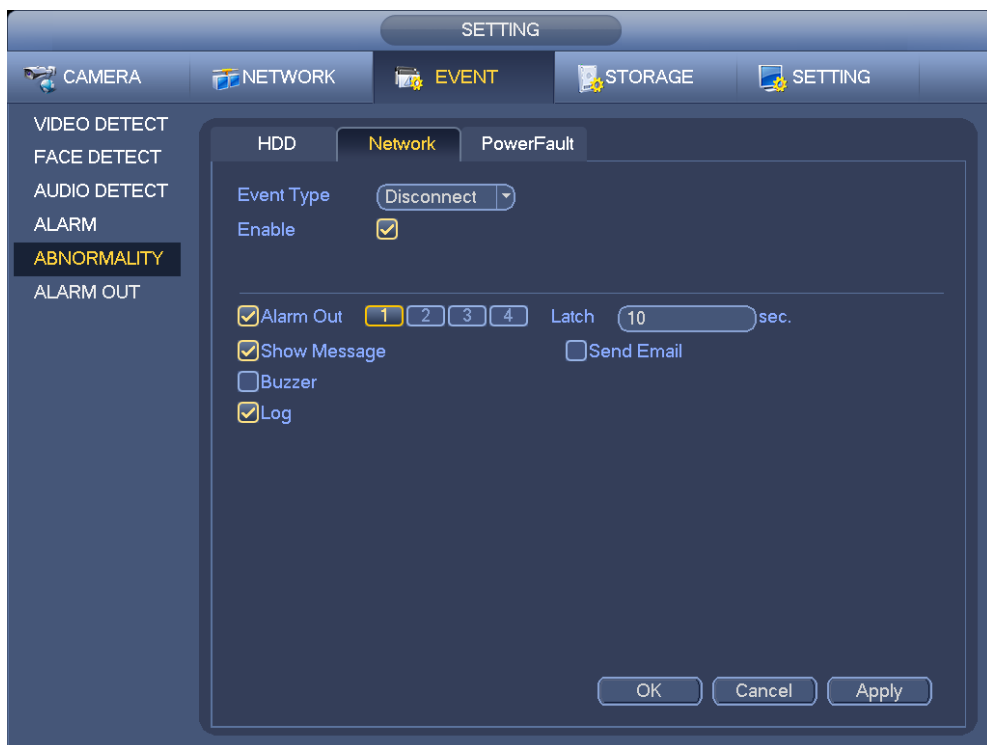 SETTING
CAMERA NETWORK EVENT STORAGE SETTING
VIDEO DETECT
FACE DETECT
AUDIO DETECT
ALARM
ABNORMALITY
ALARM OUT
HDD Network PowerFault
Event Type Disconnect
Enable
Alarm Out 1 2 3 4 Latch 10 sec.
Show Message Send Email
Buzzer
Log
OK Cancel Apply